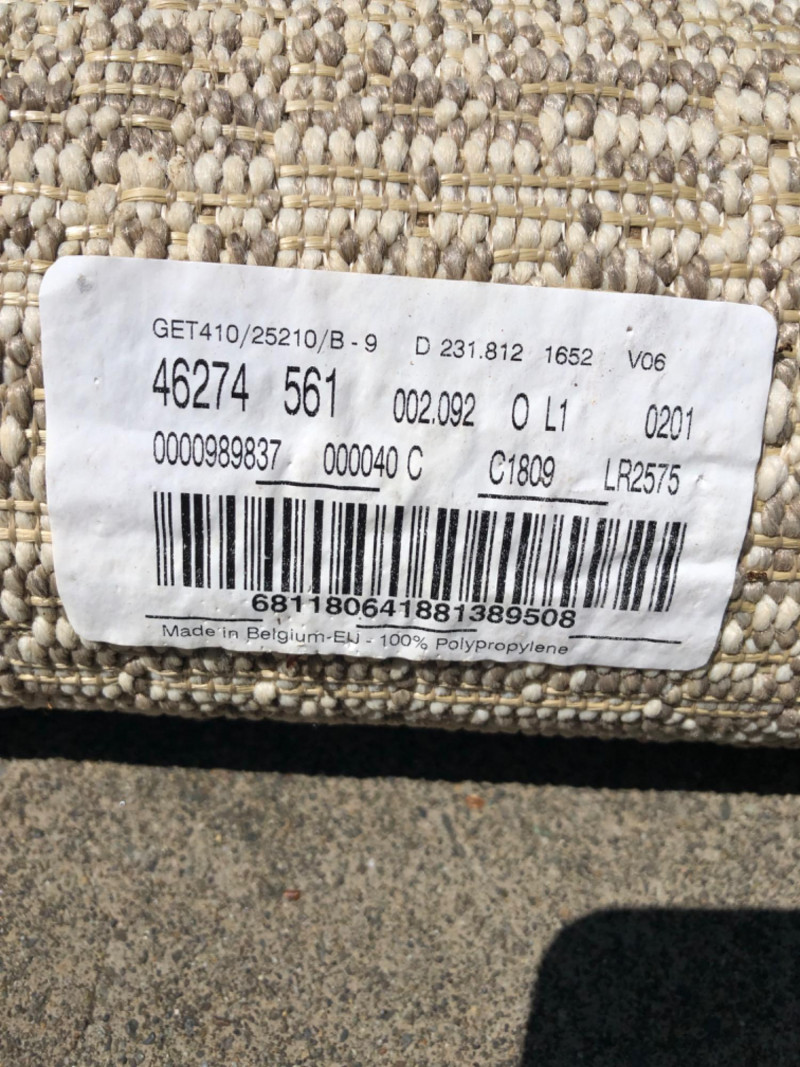 GET410/25210/B - 9 D 231.812 1652 V06
46274 561 002.092 O L1 0201
0000989837 000040 C C1809 LR2575
681180641881389508
Made in Belgium-EU - 100% Polypropylene